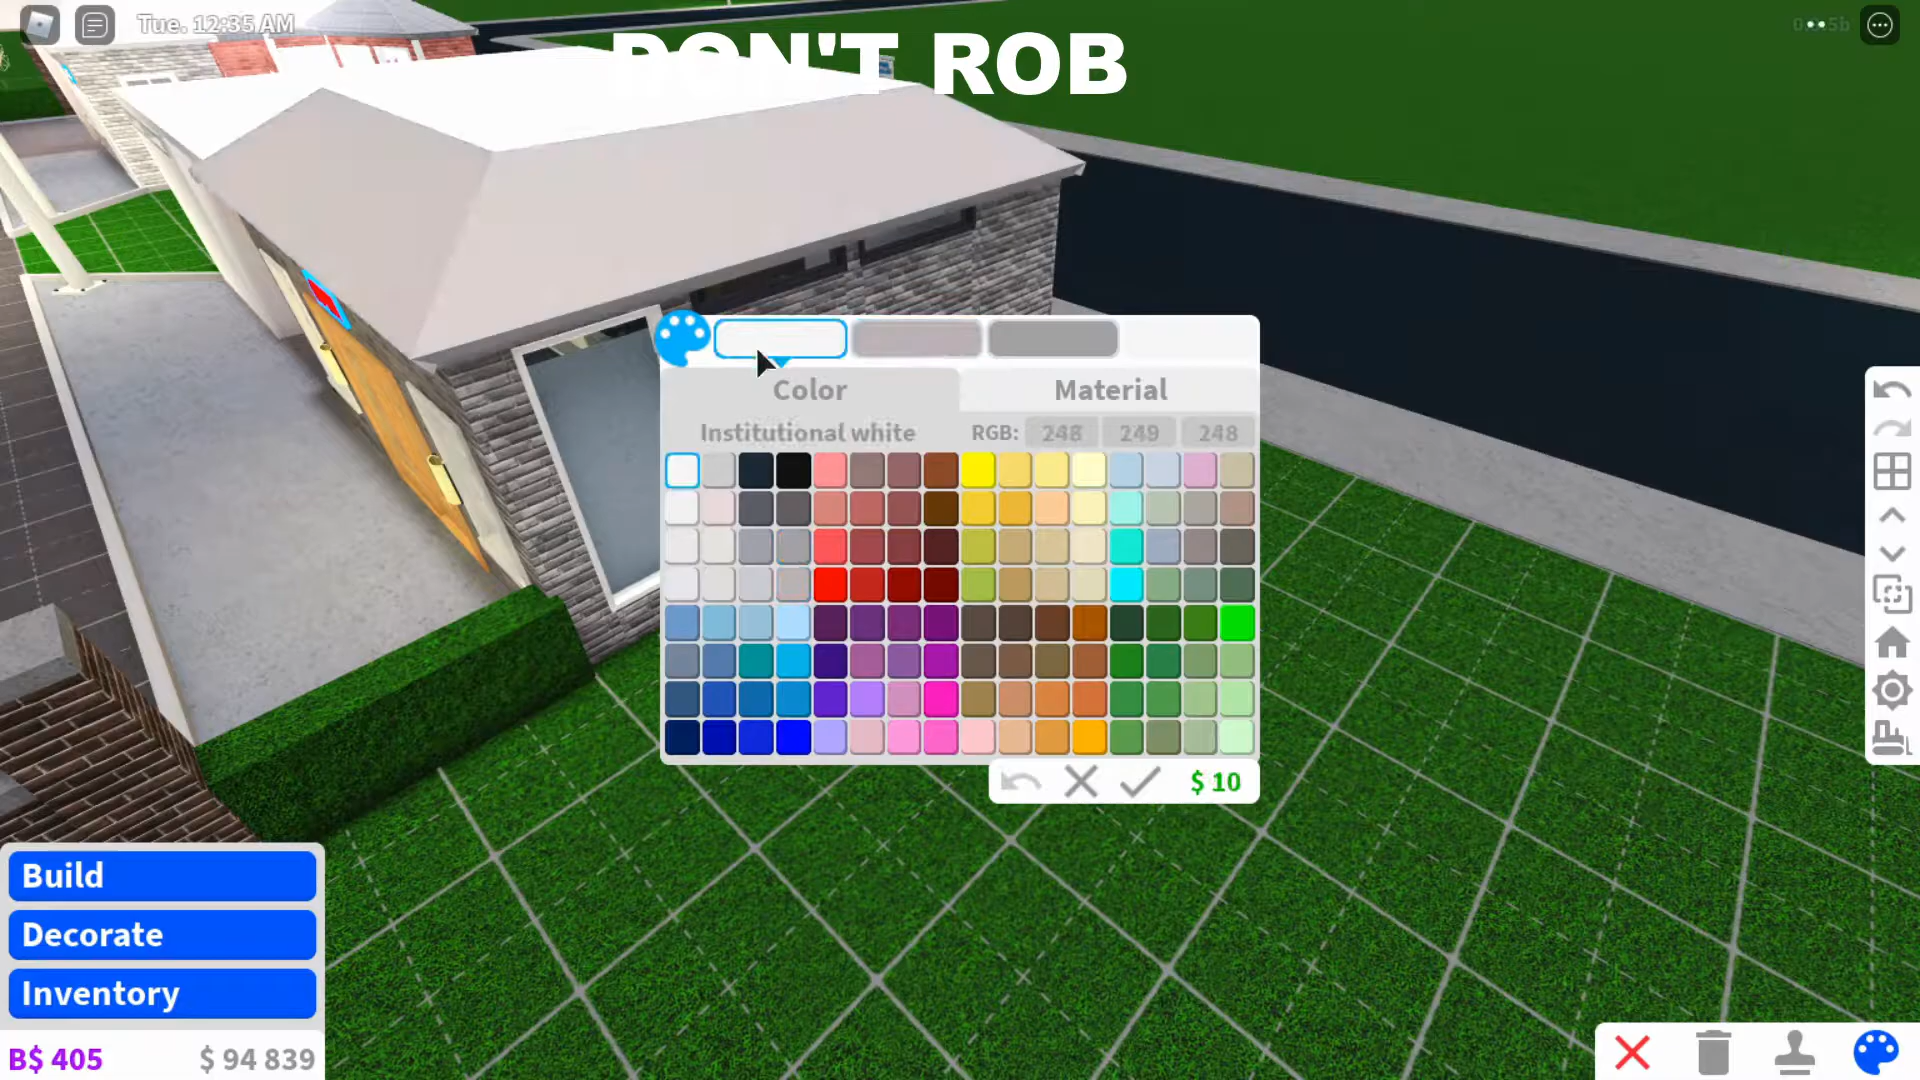 Tue. 12:35 AM
DON'T ROB
Color
Material
Institutional white
RGB: 248 249 248
$ 10
Build
Decorate
Inventory
B$ 405
$ 94 839